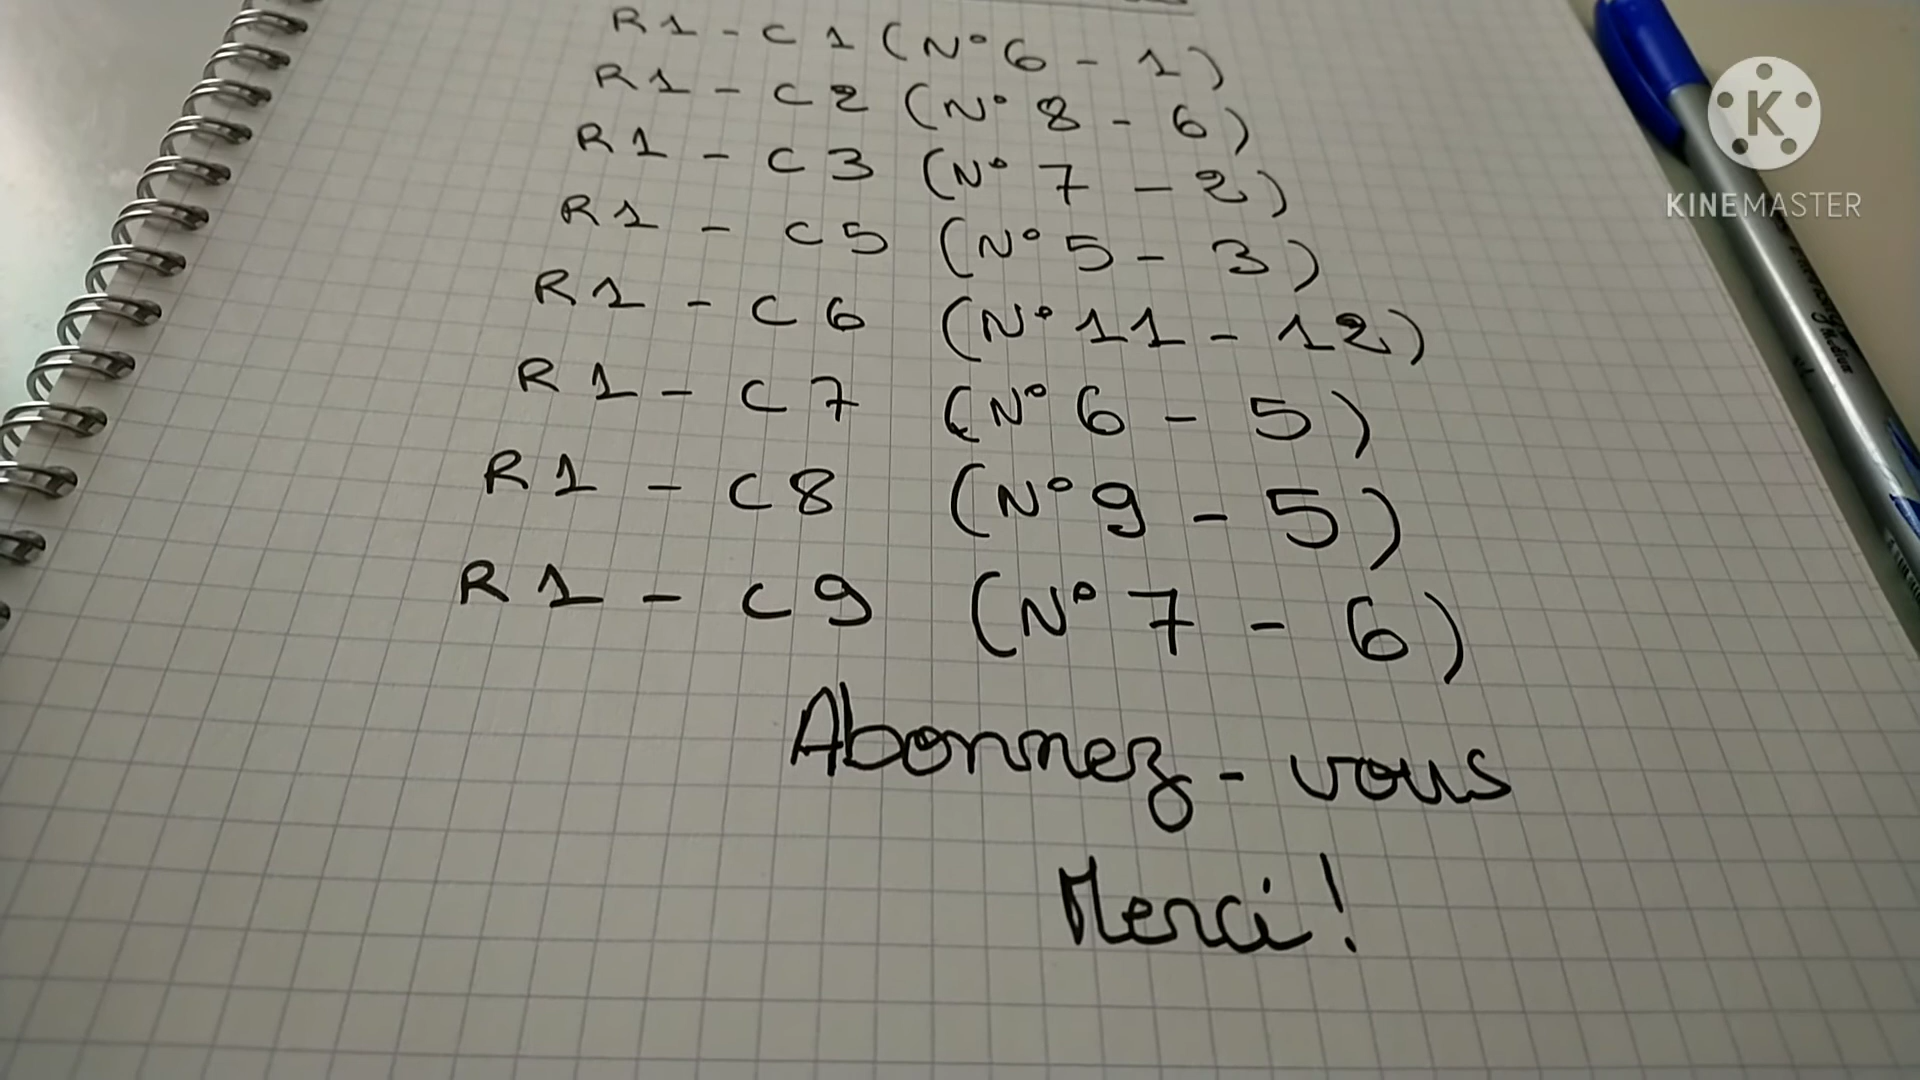 R1 - C1 (N° 6 - 1)
R1 - C2 (N° 8 - 6)
R1 - C3 (N° 7 - 2)
R1 - C5 (N° 5 - 3)
R1 - C6 (N° 11 - 12)
R1 - C7 (N° 6 - 5)
R1 - C8 (N° 9 - 5)
R1 - C9 (N° 7 - 6)
Abonnez-vous
Merci!
K
KINEMASTER